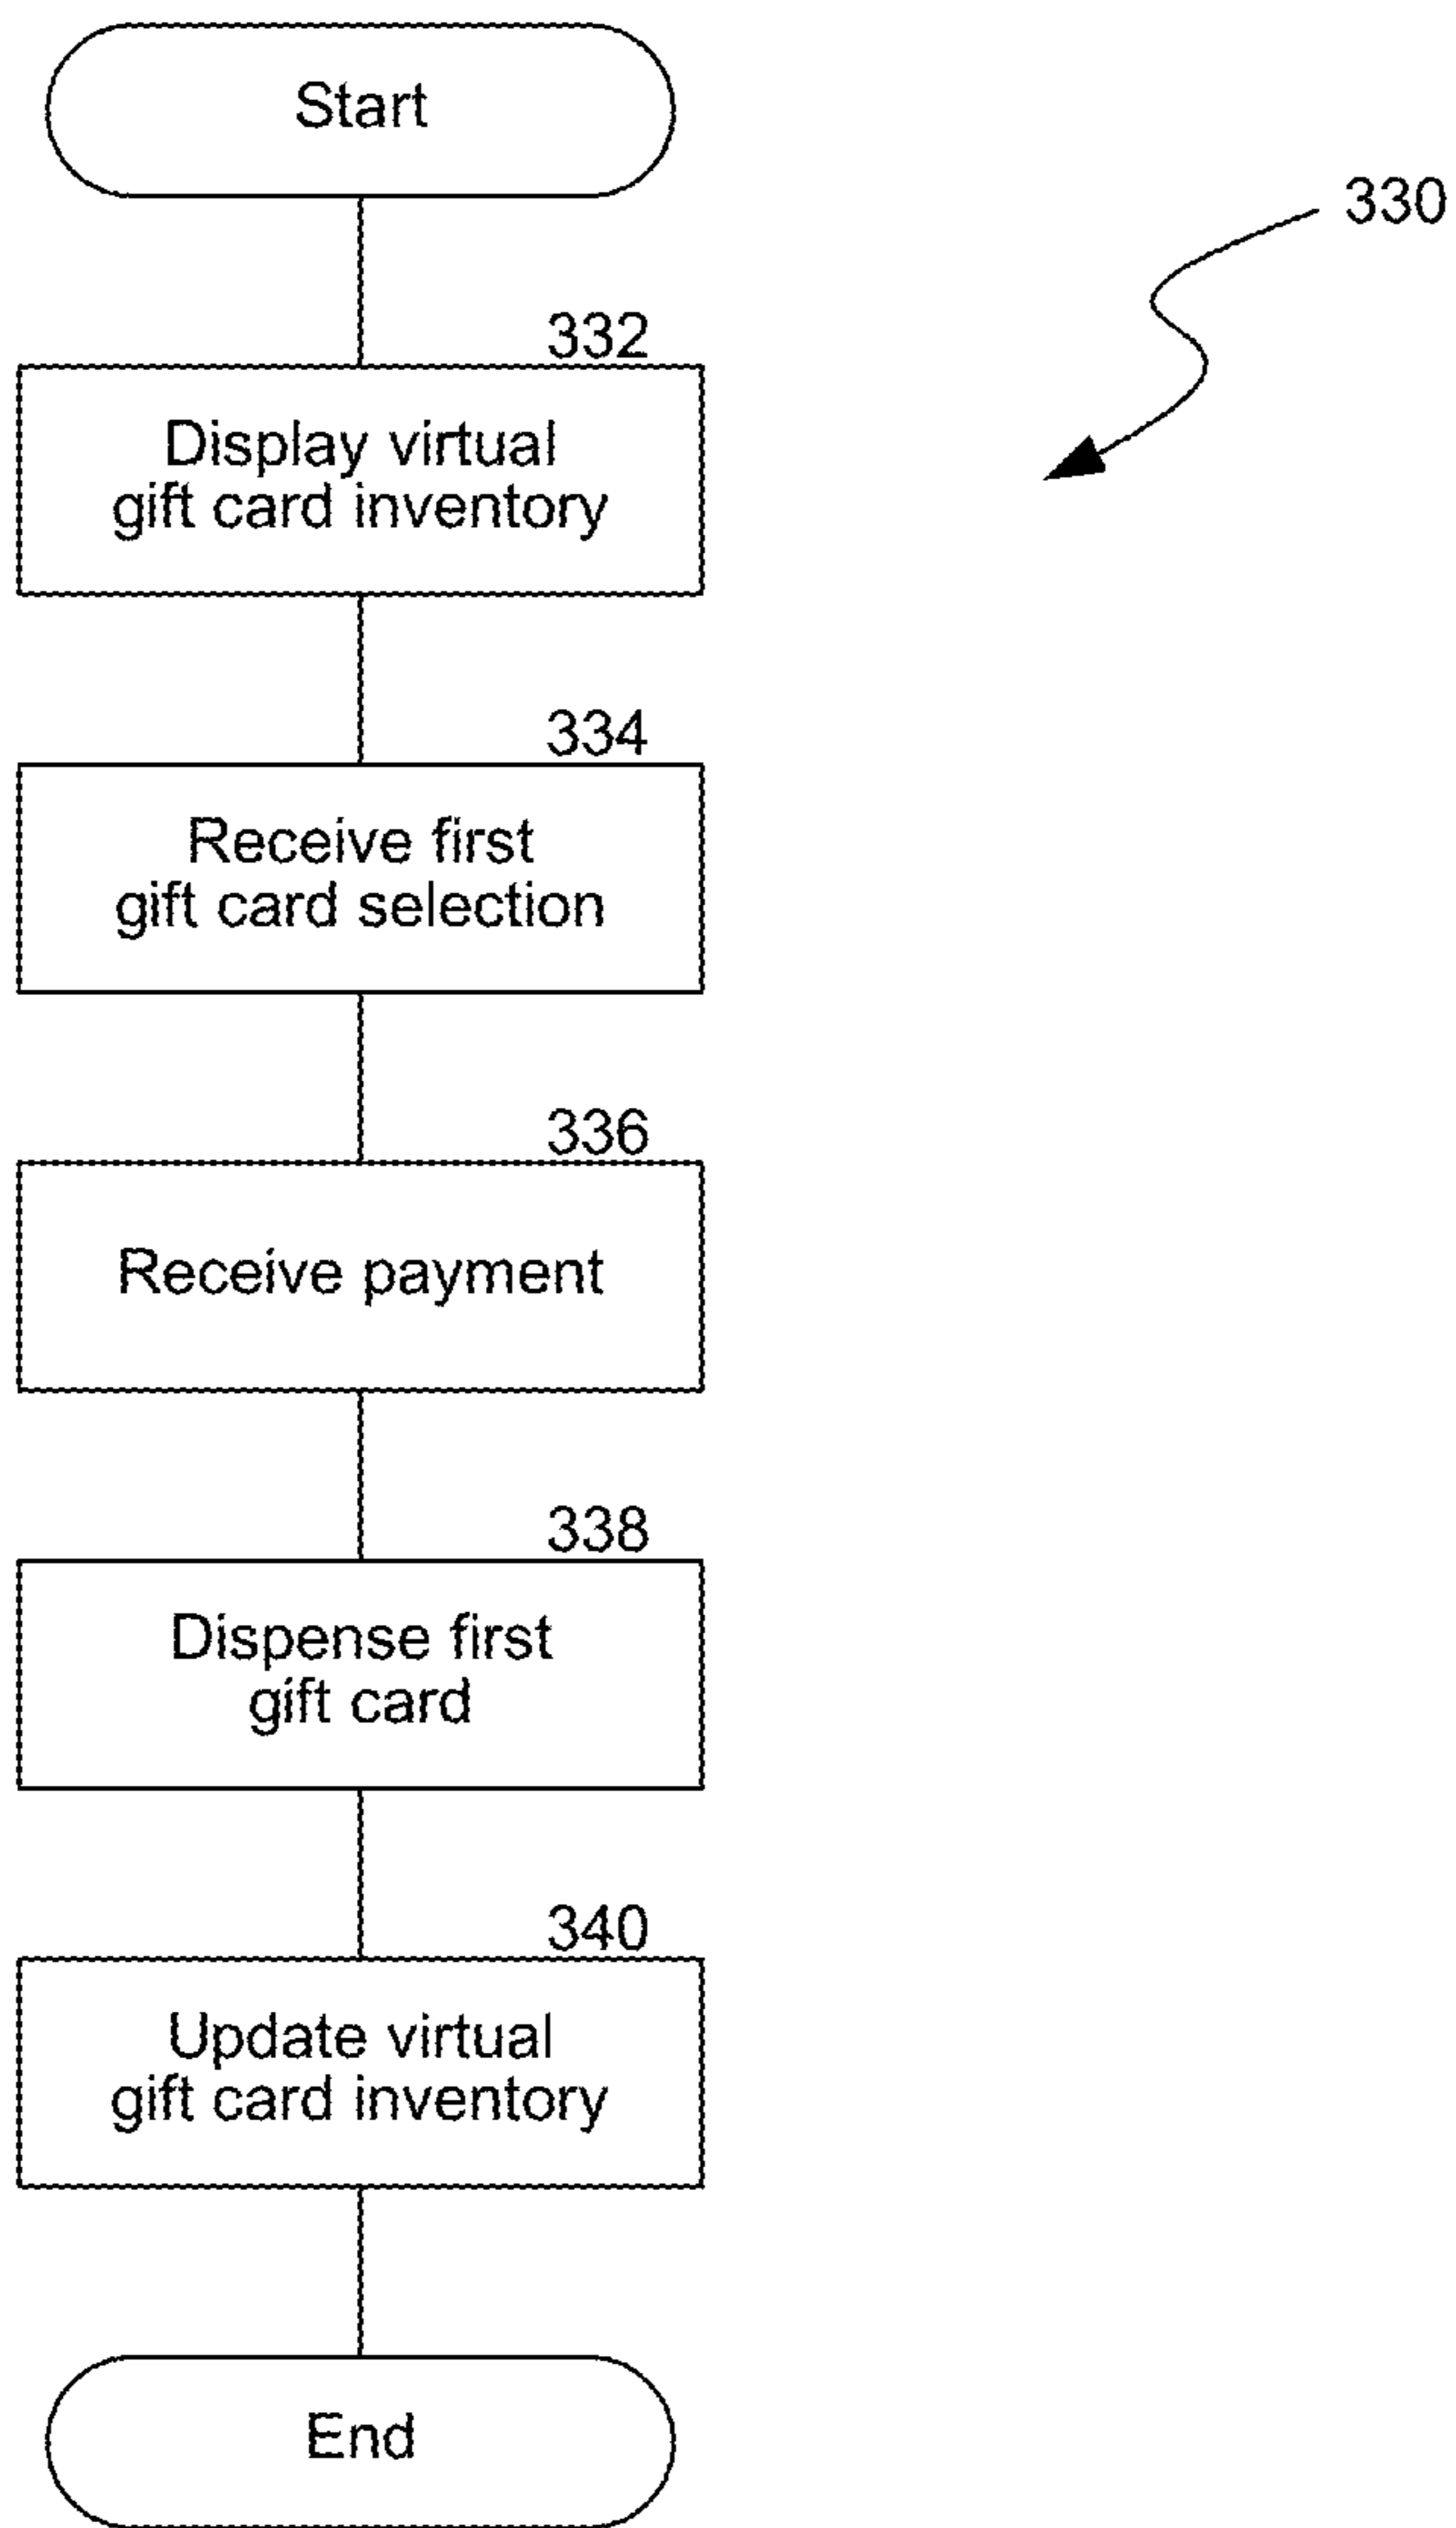 Start
330
332
Display virtual
gift card inventory
334
Receive first
gift card selection
336
Receive payment
338
Dispense first
gift card
340
Update virtual
gift card inventory
End